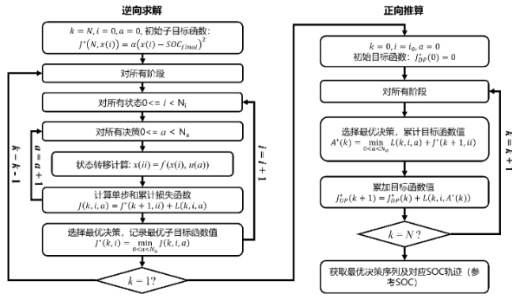 逆向求解
k = N, i = 0, a = 0, 初始子目标函数:
J*(N, x(i)) = α(x(i) − SOC_final)^2
对所有阶段
对所有状态0<= i < N_i
对所有决策0<= a < N_a
状态转移计算: x(ii) = f(x(i), u(a))
计算单步和累计损失函数
J(k, i, a) = J*(k + 1, ii) + L(k, i, a)
选择最优决策，记录最优子目标函数值
J*(k, i) = min_{0<a<N_a} J(k, i, a)
k = 1?
k = k - 1
a = a + 1
i = i + 1
正向推算
k = 0, i = i_0, a = 0
初始目标函数: J*_DP(0) = 0
对所有阶段
选择最优决策，累计目标函数值
A*(k) = min_{0<a<N_a} L(k, i, a) + J*(k + 1, ii)
累加目标函数值
J*_DP(k + 1) = J*_DP(k) + L(k, i, A*(k))
k = N ?
获取最优决策序列及对应SOC轨迹（参
考SOC）
k = k + 1